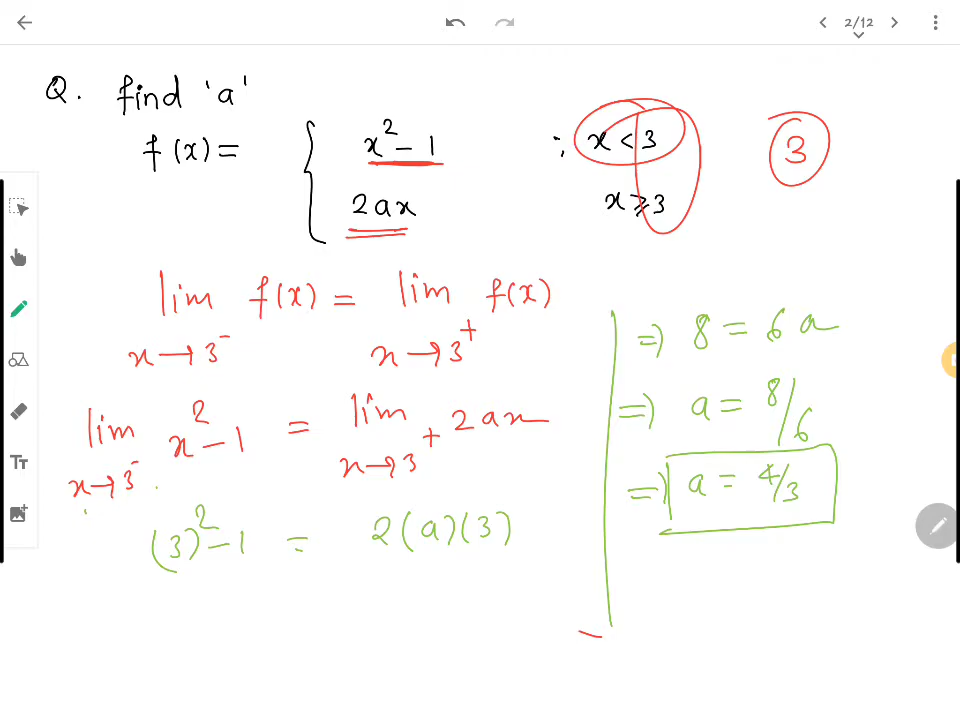 2/12
Q. find 'a'
f(x) = { x² - 1 ; x < 3
2ax x ⩾ 3
3
lim f(x) = lim f(x)
x → 3⁻ x → 3⁺
lim x² - 1 = lim 2ax
x → 3⁻ x → 3⁺
(3)² - 1 = 2(a)(3)
⇒ 8 = 6a
⇒ a = 8/6
⇒ a = 4/3
TT